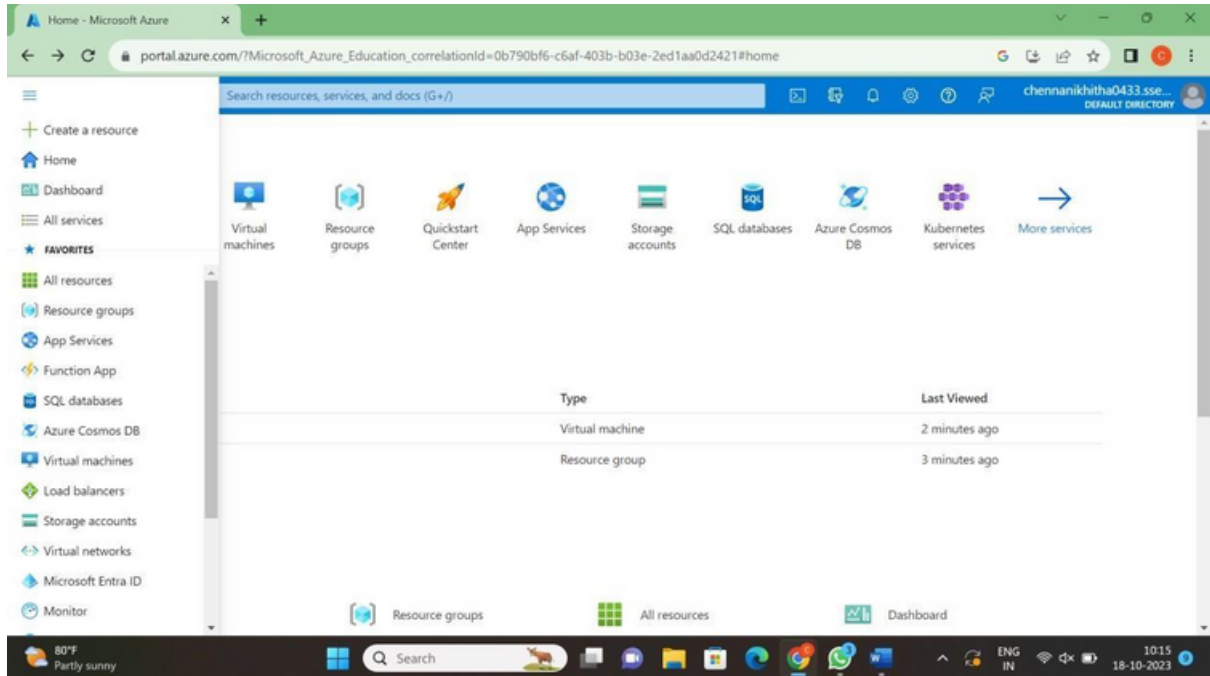 Home - Microsoft Azure
portal.azure.com/?Microsoft_Azure_Education_correlationId=0b790bf6-c6af-403b-b03e-2ed1aa0d2421#home
Search resources, services, and docs (G+/)
chennanikhitha0433.sse...
DEFAULT DIRECTORY
Create a resource
Home
Dashboard
All services
FAVORITES
All resources
Resource groups
App Services
Function App
SQL databases
Azure Cosmos DB
Virtual machines
Load balancers
Storage accounts
Virtual networks
Microsoft Entra ID
Monitor
Virtual machines
Resource groups
Quickstart Center
App Services
Storage accounts
SQL databases
Azure Cosmos DB
Kubernetes services
More services
Type Last Viewed
Virtual machine 2 minutes ago
Resource group 3 minutes ago
Resource groups All resources Dashboard
80°F
Partly sunny
Search
ENG
IN
10:15
18-10-2023